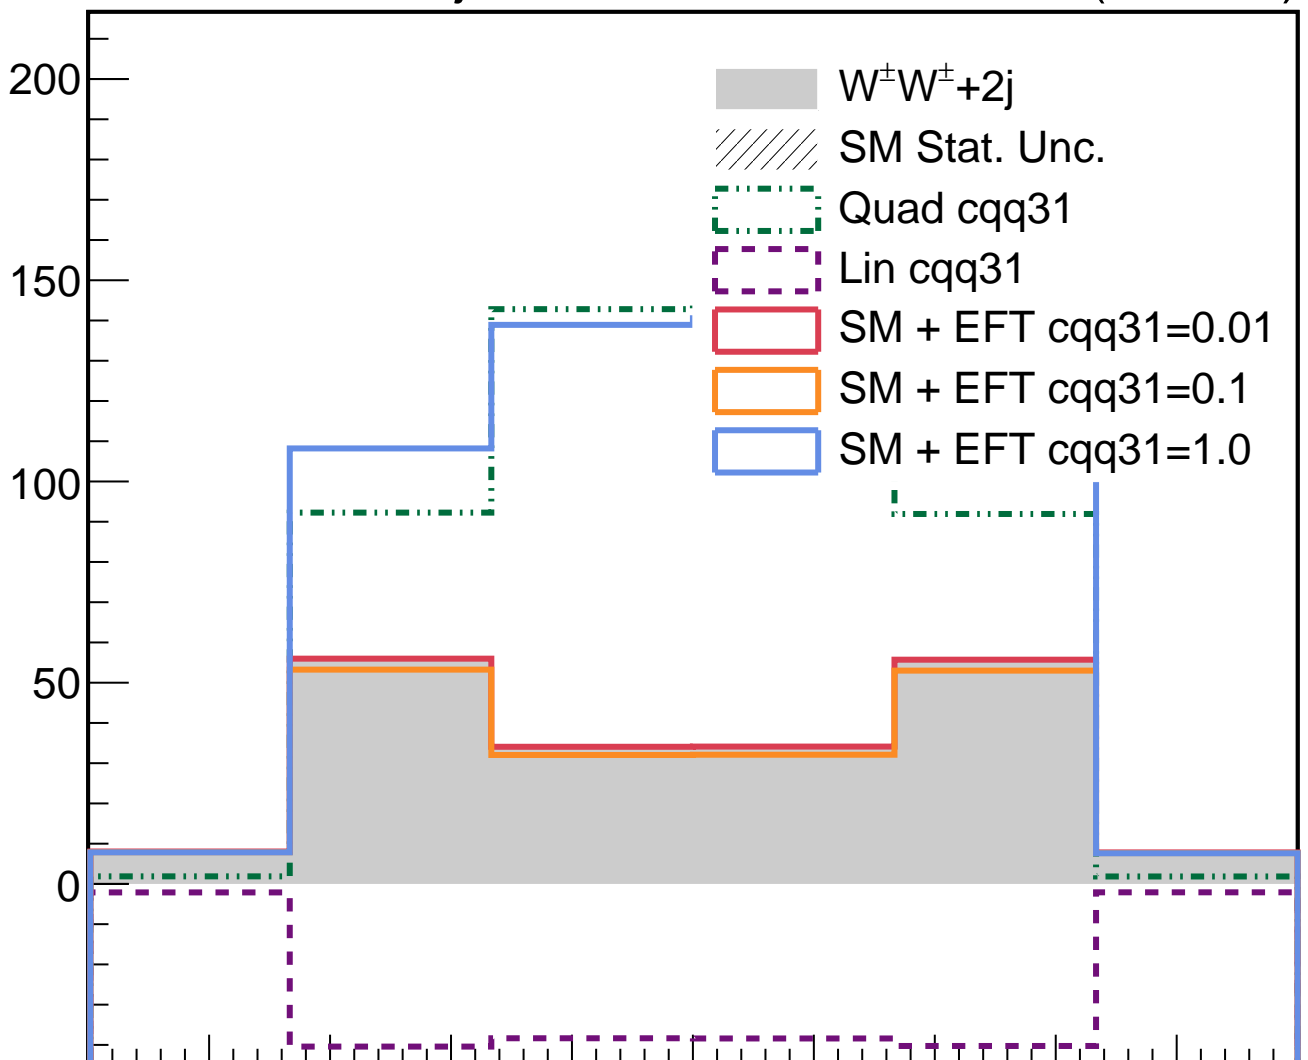 200
150
100
50
0
W±W±+2j
SM Stat. Unc.
Quad cqq31
Lin cqq31
SM + EFT cqq31=0.01
SM + EFT cqq31=0.1
SM + EFT cqq31=1.0